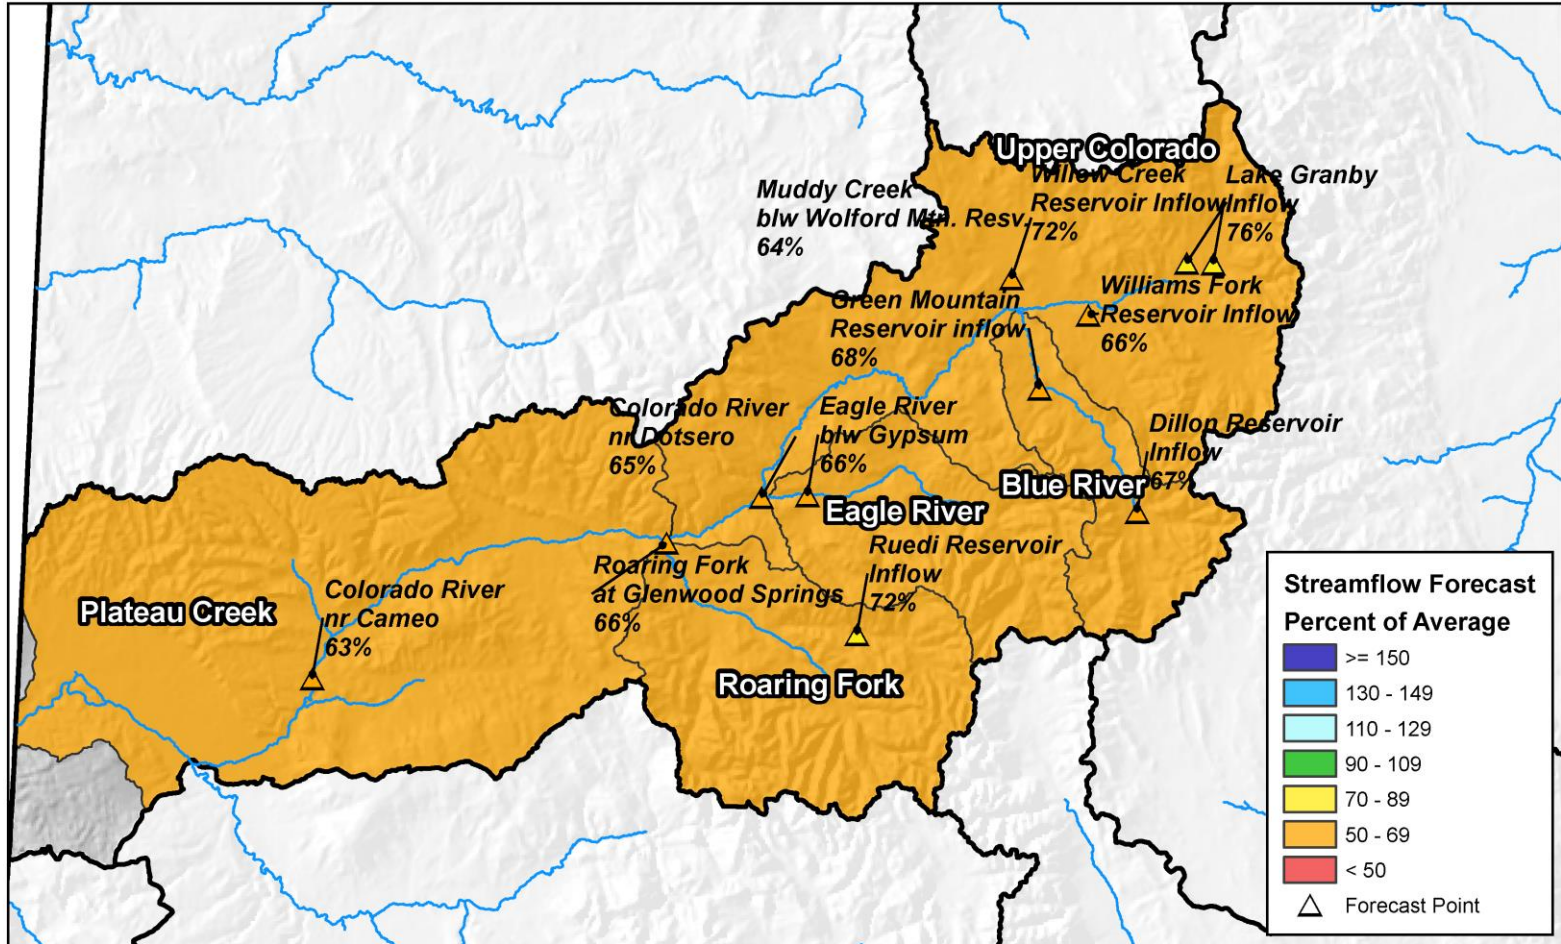 Upper Colorado
Muddy Creek
blw Wolford Mtn. Resv.
64%
Willow Creek
Reservoir Inflow
72%
Lake Granby
Inflow
76%
Green Mountain
Reservoir inflow
68%
Williams Fork
Reservoir Inflow
66%
Colorado River
nr Dotsero
65%
Eagle River
blw Gypsum
66%
Dillon Reservoir
Inflow
67%
Blue River
Eagle River
Ruedi Reservoir
Inflow
72%
Roaring Fork
at Glenwood Springs
66%
Colorado River
nr Cameo
63%
Plateau Creek
Roaring Fork
Streamflow Forecast
Percent of Average
>= 150
130 - 149
110 - 129
90 - 109
70 - 89
50 - 69
< 50
Forecast Point